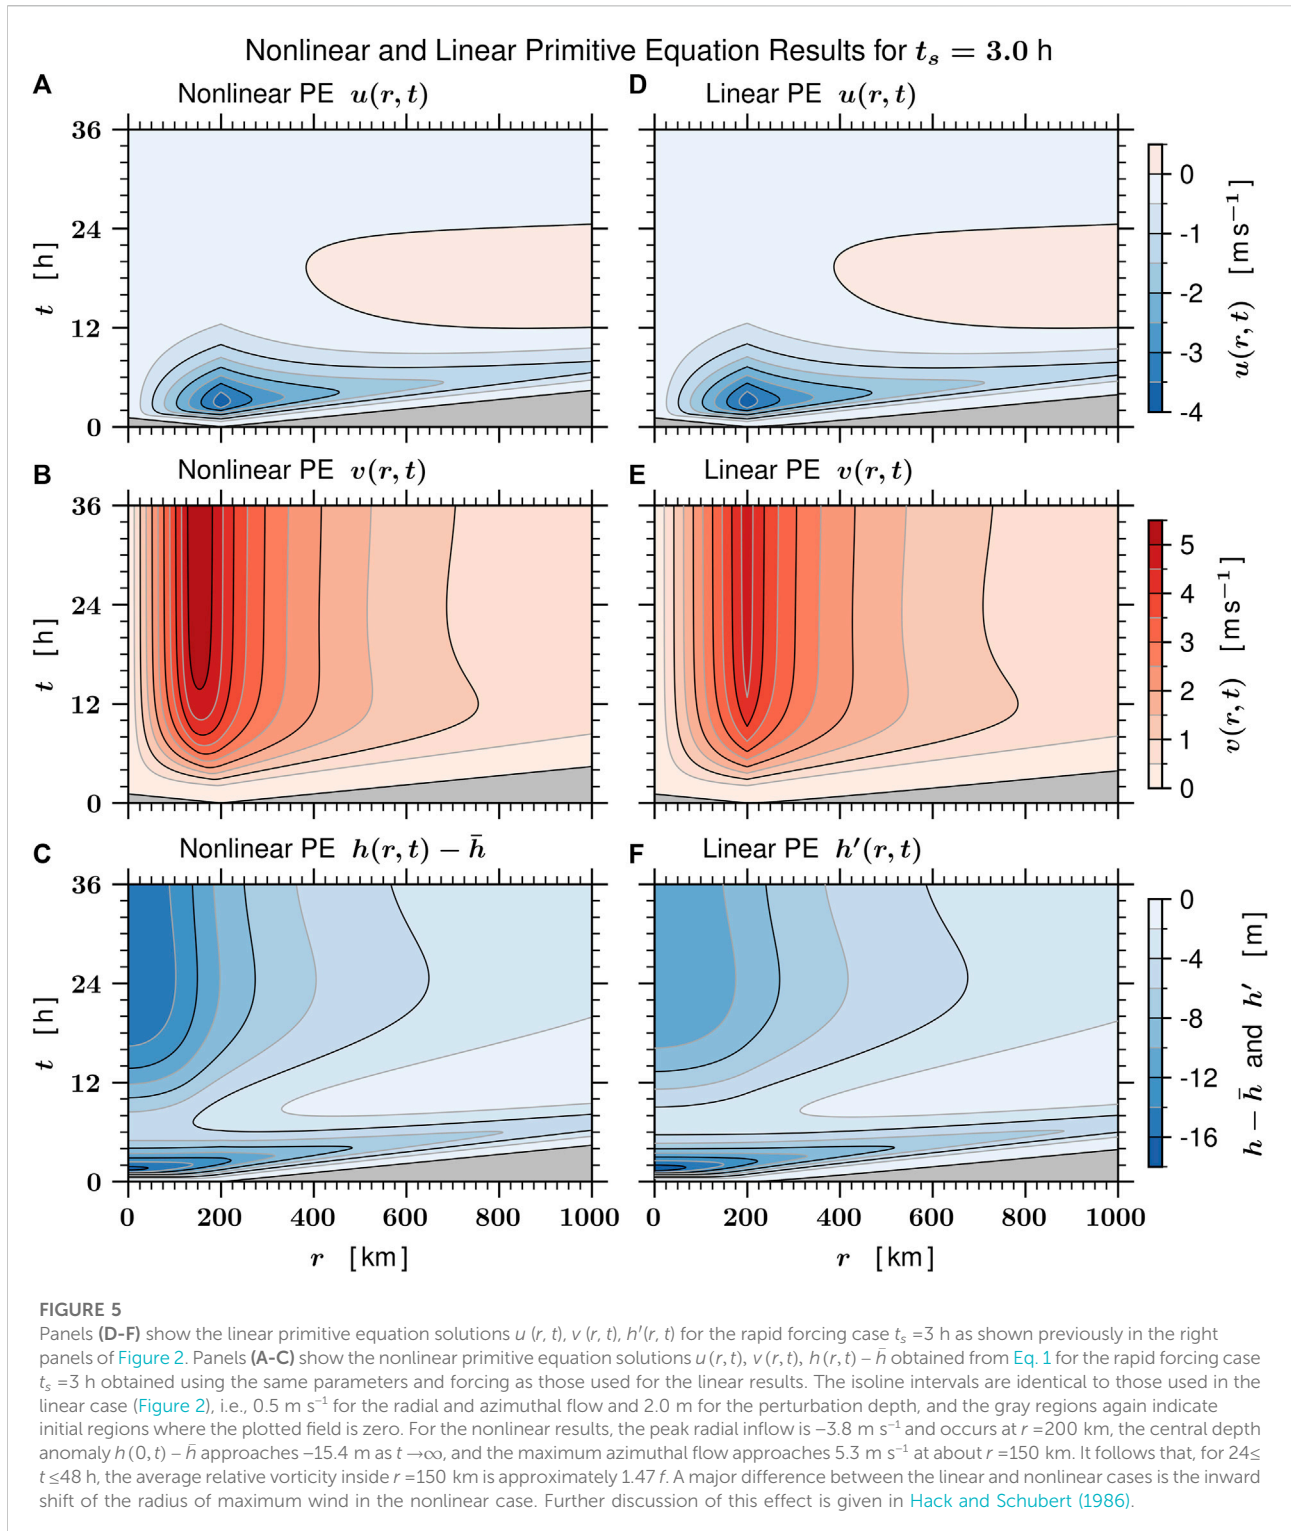 Nonlinear and Linear Primitive Equation Results for tₛ = 3.0 h
A
Nonlinear PE u(r, t)
D
Linear PE u(r, t)
36
24
12
0
t [h]
0
-1
-2
-3
-4
u(r, t) [m s⁻¹]
B
Nonlinear PE v(r, t)
E
Linear PE v(r, t)
36
24
12
0
t [h]
5
4
3
2
1
0
v(r, t) [m s⁻¹]
C
Nonlinear PE h(r, t) − h̄
F
Linear PE h′(r, t)
36
24
12
0
t [h]
0
-4
-8
-12
-16
h − h̄ and h′ [m]
0 200 400 600 800 1000
0 200 400 600 800 1000
r [km]
r [km]
FIGURE 5
Panels (D-F) show the linear primitive equation solutions u (r, t), v (r, t), h′(r, t) for the rapid forcing case tₛ =3 h as shown previously in the right
panels of Figure 2. Panels (A-C) show the nonlinear primitive equation solutions u(r, t), v (r, t), h (r, t) – h̄ obtained from Eq. 1 for the rapid forcing case
tₛ =3 h obtained using the same parameters and forcing as those used for the linear results. The isoline intervals are identical to those used in the
linear case (Figure 2), i.e., 0.5 m s⁻¹ for the radial and azimuthal flow and 2.0 m for the perturbation depth, and the gray regions again indicate
initial regions where the plotted field is zero. For the nonlinear results, the peak radial inflow is –3.8 m s⁻¹ and occurs at r =200 km, the central depth
anomaly h (0, t) – h̄ approaches –15.4 m as t →∞, and the maximum azimuthal flow approaches 5.3 m s⁻¹ at about r =150 km. It follows that, for 24≤
t ≤48 h, the average relative vorticity inside r =150 km is approximately 1.47 f. A major difference between the linear and nonlinear cases is the inward
shift of the radius of maximum wind in the nonlinear case. Further discussion of this effect is given in Hack and Schubert (1986).